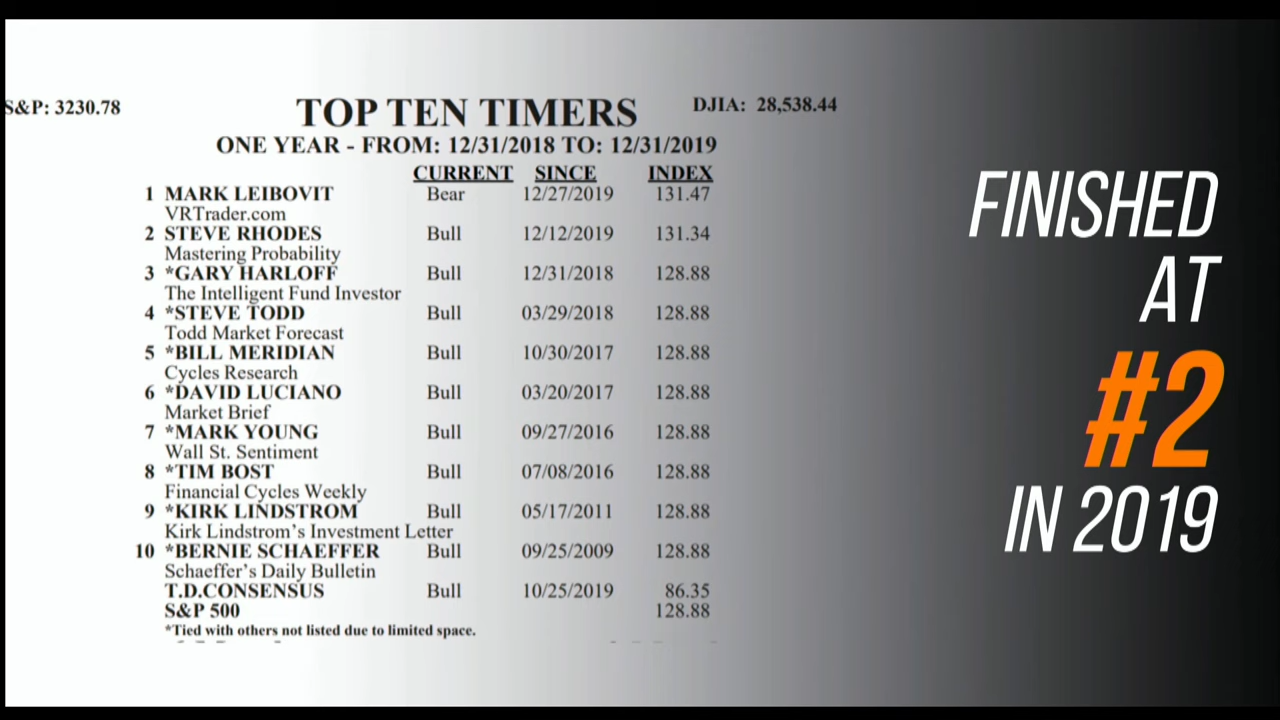 S&P: 3230.78 TOP TEN TIMERS DJIA: 28,538.44
ONE YEAR - FROM: 12/31/2018 TO: 12/31/2019
CURRENT SINCE INDEX
1 MARK LEIBOVIT Bear 12/27/2019 131.47
VRTrader.com
2 STEVE RHODES Bull 12/12/2019 131.34
Mastering Probability
3 *GARY HARLOFF Bull 12/31/2018 128.88
The Intelligent Fund Investor
4 *STEVE TODD Bull 03/29/2018 128.88
Todd Market Forecast
5 *BILL MERIDIAN Bull 10/30/2017 128.88
Cycles Research
6 *DAVID LUCIANO Bull 03/20/2017 128.88
Market Brief
7 *MARK YOUNG Bull 09/27/2016 128.88
Wall St. Sentiment
8 *TIM BOST Bull 07/08/2016 128.88
Financial Cycles Weekly
9 *KIRK LINDSTROM Bull 05/17/2011 128.88
Kirk Lindstrom's Investment Letter
10 *BERNIE SCHAEFFER Bull 09/25/2009 128.88
Schaeffer's Daily Bulletin
T.D.CONSENSUS Bull 10/25/2019 86.35
S&P 500 128.88
*Tied with others not listed due to limited space.
FINISHED
AT
#2
IN 2019